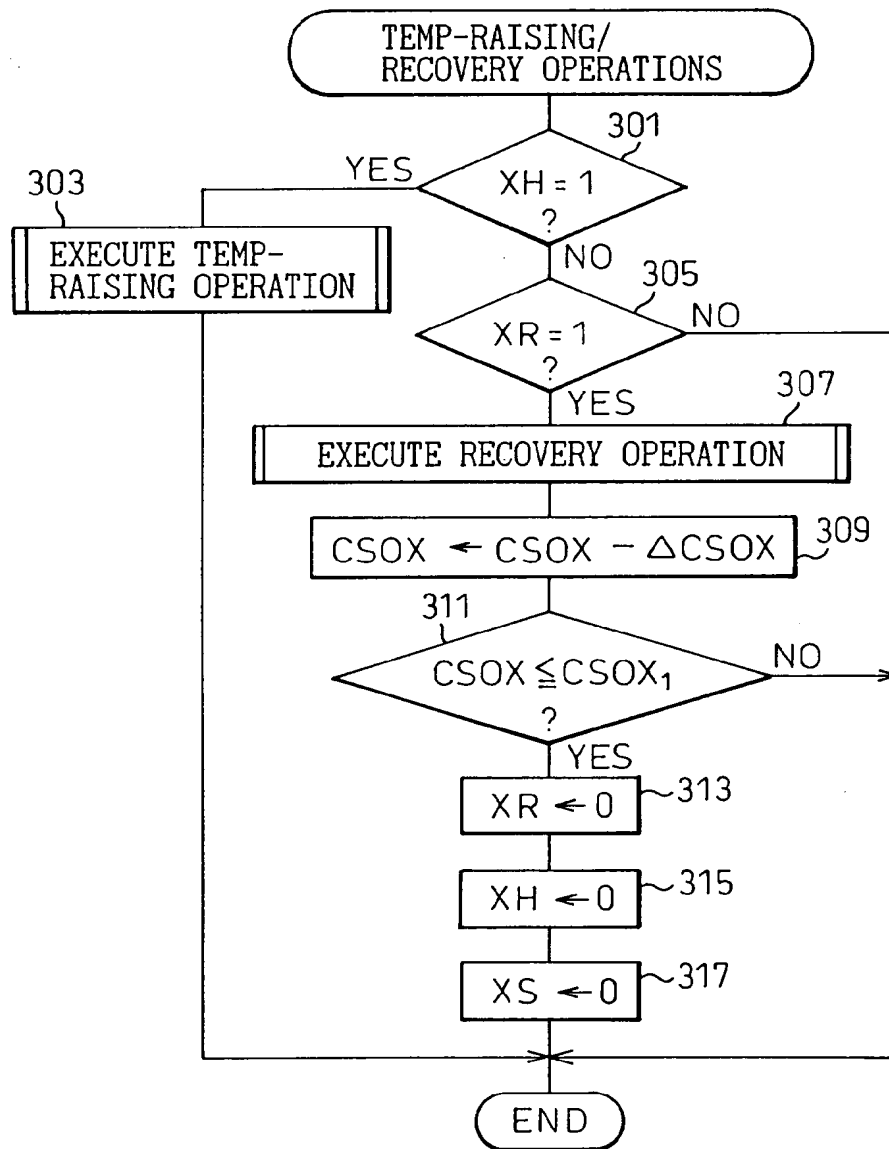 TEMP-RAISING/
RECOVERY OPERATIONS
301
YES
XH = 1
?
303
EXECUTE TEMP-
RAISING OPERATION
NO
305
NO
XR = 1
?
YES
307
EXECUTE RECOVERY OPERATION
CSOX ← CSOX - ΔCSOX
309
311
CSOX ≦ CSOX₁
?
NO
YES
XR ← 0
313
XH ← 0
315
XS ← 0
317
END